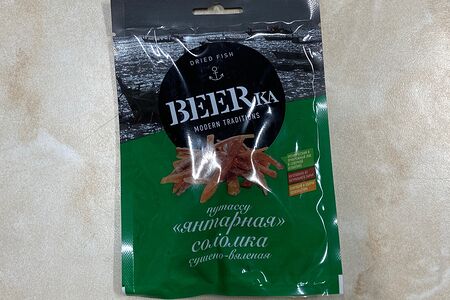 DRIED FISH
BEERKA
MODERN TRADITIONS
путассу
«янтарная»
соломка
сушено-вяленая